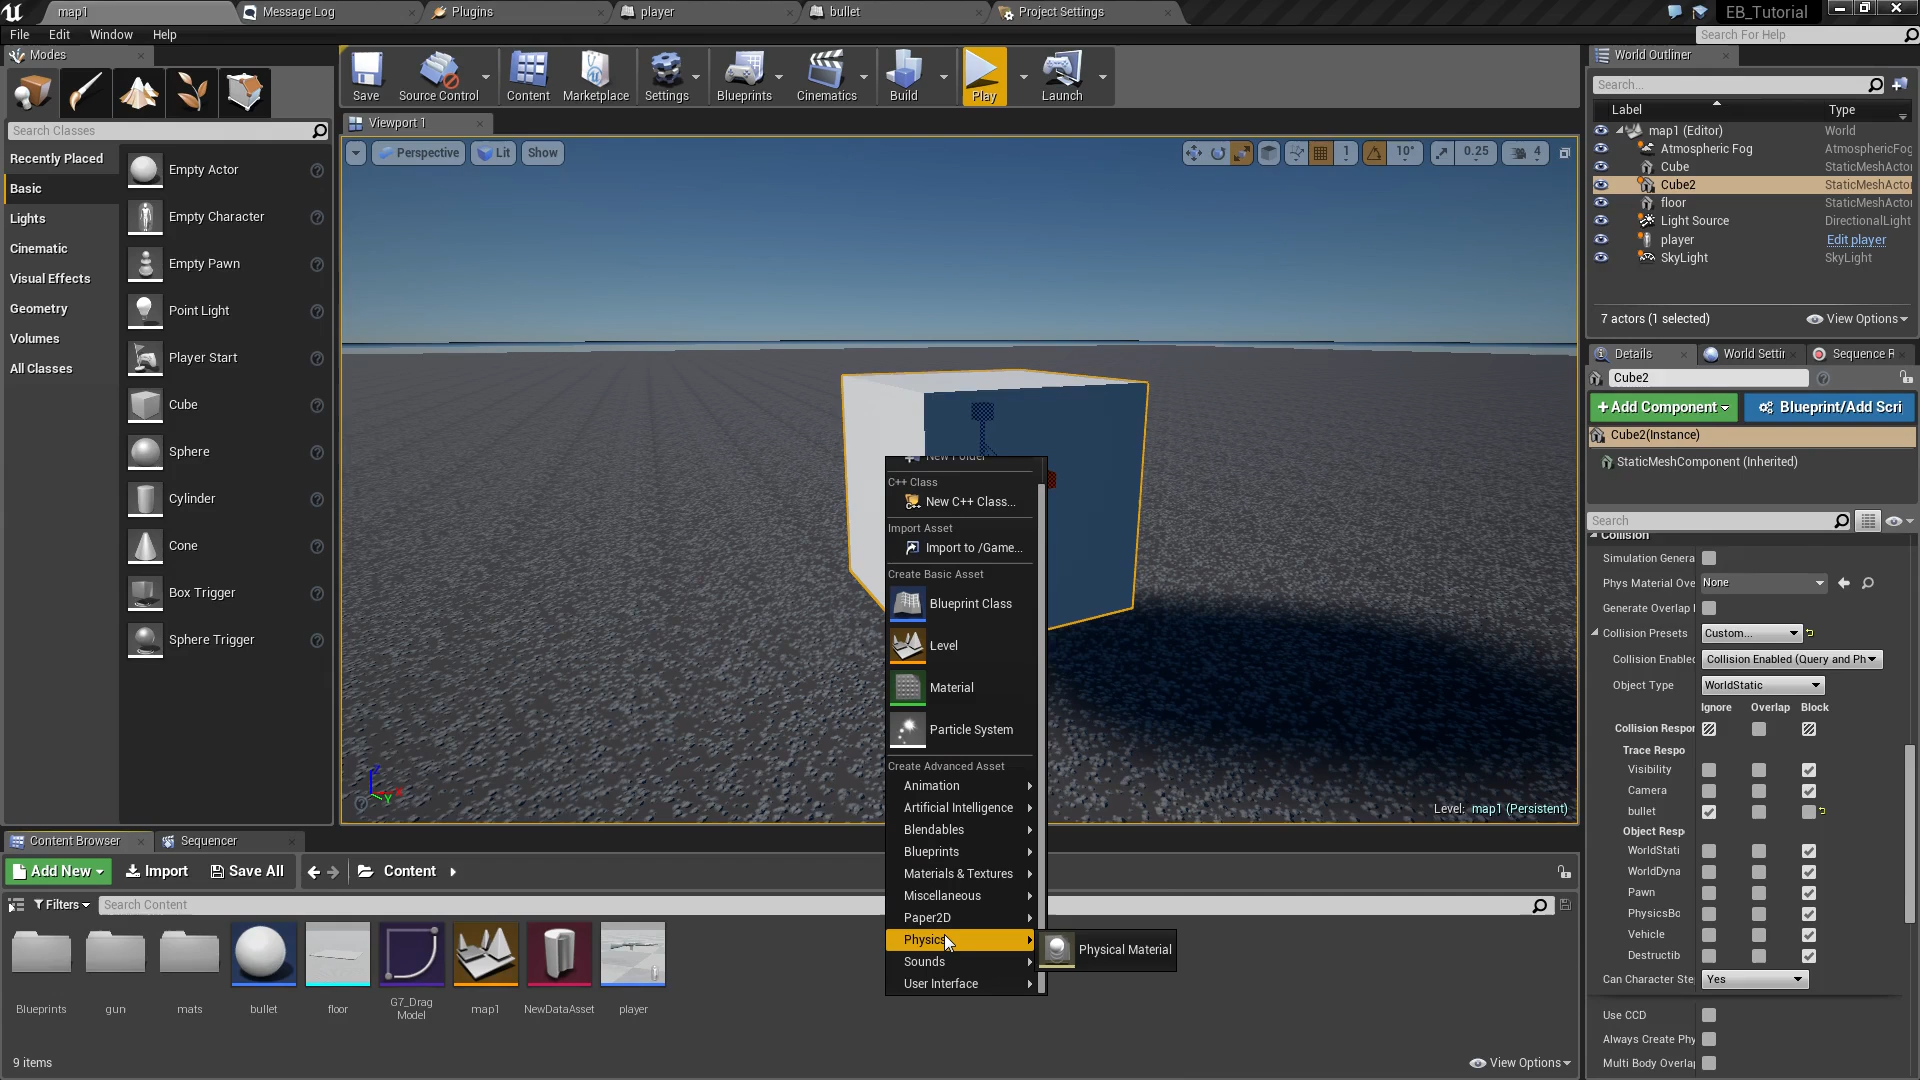 map1
Message Log
Plugins
player
bullet
Project Settings
EB_Tutorial
File Edit Window Help
Search For Help
Modes
Search Classes
Recently Placed
Basic
Lights
Cinematic
Visual Effects
Geometry
Volumes
All Classes
Empty Actor
Empty Character
Empty Pawn
Point Light
Player Start
Cube
Sphere
Cylinder
Cone
Box Trigger
Sphere Trigger
Save
Source Control
Content
Marketplace
Settings
Blueprints
Cinematics
Build
Play
Launch
Viewport 1
Perspective
Lit
Show
1
10°
0.25
4
Z
X
Y
Level: map1 (Persistent)
New Folder
C++ Class
New C++ Class...
Import Asset
Import to /Game...
Create Basic Asset
Blueprint Class
Level
Material
Particle System
Create Advanced Asset
Animation
Artificial Intelligence
Blendables
Blueprints
Materials & Textures
Miscellaneous
Paper2D
Physics
Sounds
User Interface
Physical Material
World Outliner
Search...
Label Type
map1 (Editor) World
Atmospheric Fog AtmosphericFog
Cube StaticMeshActo
Cube2 StaticMeshActo
floor StaticMeshActo
Light Source DirectionalLight
player Edit player
SkyLight SkyLight
7 actors (1 selected)
View Options
Details
World Settin
Sequence R
Cube2
+Add Component
Blueprint/Add Scri
Cube2(Instance)
StaticMeshComponent (Inherited)
Search
Collision
Simulation Genera
Phys Material Ove None
Generate Overlap
Collision Presets Custom...
Collision Enabled Collision Enabled (Query and Ph
Object Type WorldStatic
Ignore Overlap Block
Collision Respor
Trace Respo
Visibility
Camera
bullet
Object Resp
WorldStati
WorldDyna
Pawn
PhysicsBo
Vehicle
Destructib
Can Character Ste Yes
Use CCD
Always Create Phy
Multi Body Overlap
Content Browser
Sequencer
Add New
Import
Save All
Content
Filters
Search Content
Blueprints
gun
mats
bullet
floor
G7_Drag
Model
map1
NewDataAsset
player
9 items
View Options